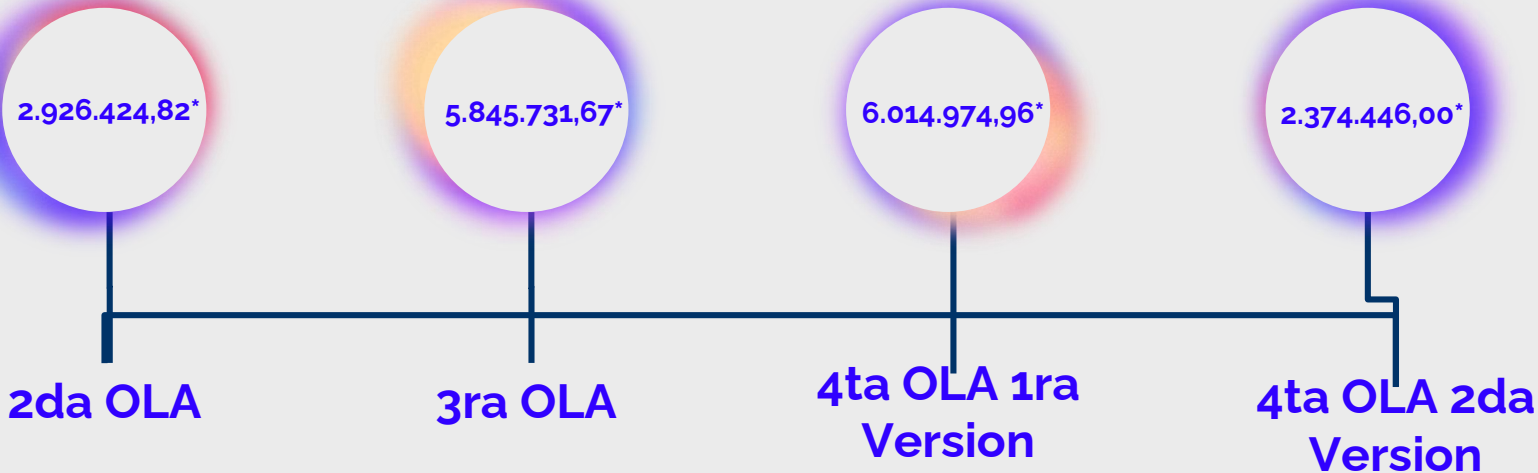 2.926.424,82*
5.845.731,67*
6.014.974,96*
2.374.446,00*
2da OLA
3ra OLA
4ta OLA 1ra
Version
4ta OLA 2da
Version